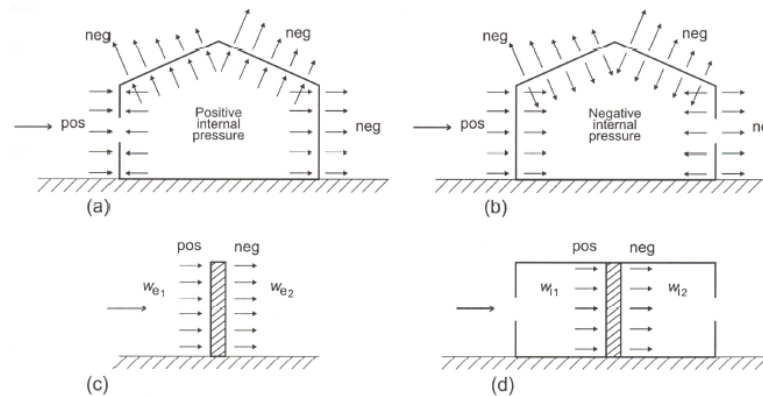 neg
neg
pos
Positive
internal
pressure
neg
(a)
neg
neg
pos
Negative
internal
pressure
ne
(b)
pos
neg
we1
we2
(c)
pos
neg
wi1
wi2
(d)